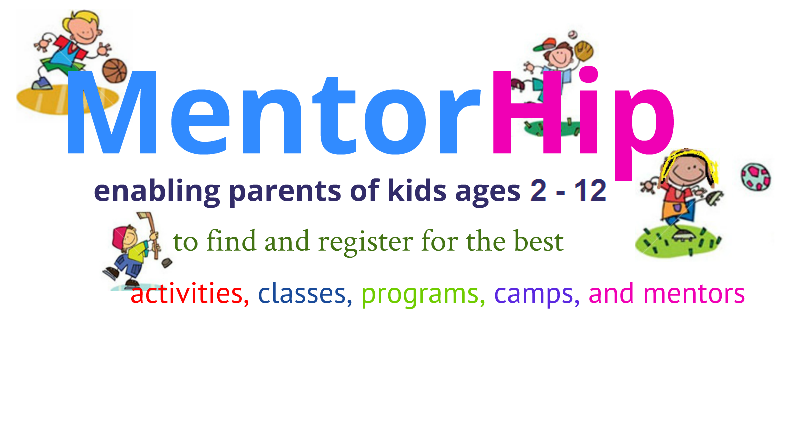 MentorHip
enabling parents of kids ages 2 - 12
to find and register for the best
activities, classes, programs, camps, and mentors